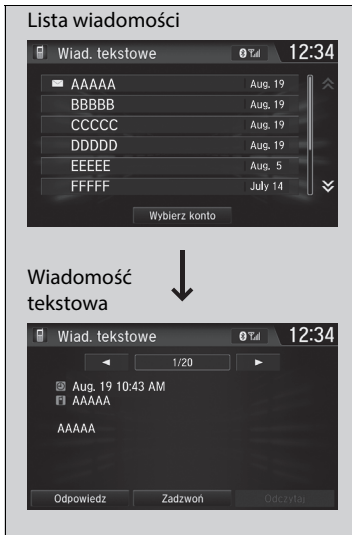 Lista wiadomości
Wiad. tekstowe 12:34
AAAAA Aug. 19
BBBBB Aug. 19
CCCCC Aug. 19
DDDDD Aug. 19
EEEEE Aug. 5
FFFFF July 14
Wybierz konto
Wiadomość
tekstowa
Wiad. tekstowe 12:34
1/20
Aug. 19 10:43 AM
AAAAA
AAAAA
Odpowiedz Zadzwoń Odczytaj